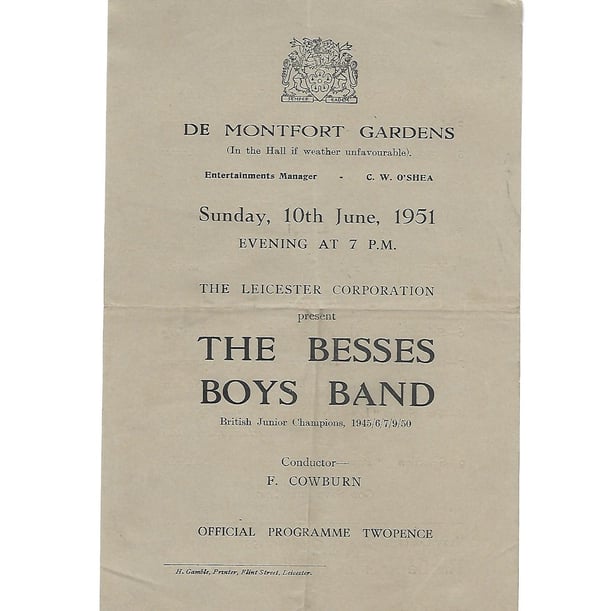 SEMPER EADEM
DE MONTFORT GARDENS
(In the Hall if weather unfavourable).
Entertainments Manager - C. W. O'SHEA
Sunday, 10th June, 1951
EVENING AT 7 P.M.
THE LEICESTER CORPORATION
present
THE BESSES
BOYS BAND
British Junior Champions, 1945/6/7/9/50
Conductor—
F. COWBURN
OFFICIAL PROGRAMME TWOPENCE
H. Gamble, Printer, Flint Street, Leicester.